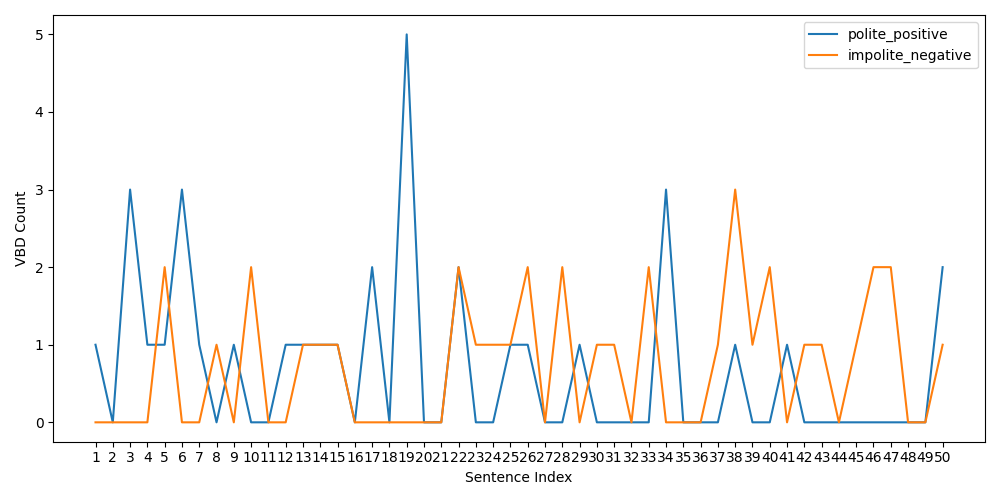 polite_positive
impolite_negative
VBD Count
5
4
3
2
1
0
1 2 3 4 5 6 7 8 9 10 11 12 13 14 15 16 17 18 19 20 21 22 23 24 25 26 27 28 29 30 31 32 33 34 35 36 37 38 39 40 41 42 43 44 45 46 47 48 49 50
Sentence Index